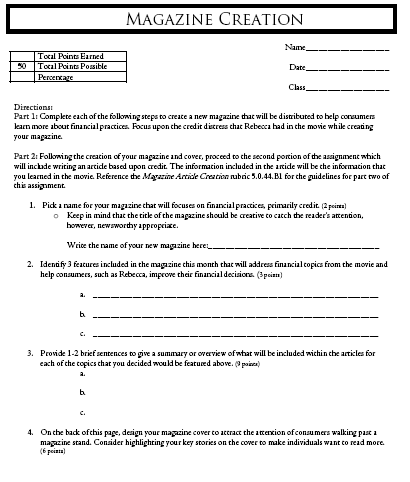 MAGAZINE CREATION
Name__________________
Total Points Earned
50 Total Points Possible
Percentage
Date__________________
Class__________________
Directions:
Part 1: Complete each of the following steps to create a new magazine that will be distributed to help consumers
learn more about financial practices. Focus upon the credit distress that Rebecca had in the movie while creating
your magazine.
Part 2: Following the creation of your magazine and cover, proceed to the second portion of the assignment which
will include writing an article based upon credit. The information included in the article will be the information that
you learned in the movie. Reference the Magazine Article Creation rubric 5.0.44.B1 for the guidelines for part two of
this assignment.
1. Pick a name for your magazine that will focuses on financial practices, primarily credit. (2 points)
o Keep in mind that the title of the magazine should be creative to catch the reader's attention,
however, newsworthy appropriate.
Write the name of your new magazine here:______________________________________
2. Identify 3 features included in the magazine this month that will address financial topics from the movie and
help consumers, such as Rebecca, improve their financial decisions. (3 points)
a. ________________________________________________________________
b. ________________________________________________________________
c. ________________________________________________________________
3. Provide 1-2 brief sentences to give a summary or overview of what will be included within the articles for
each of the topics that you decided would be featured above. (9 points)
a.
b.
c.
4. On the back of this page, design your magazine cover to attract the attention of consumers walking past a
magazine stand. Consider highlighting your key stories on the cover to make individuals want to read more.
(6 points)